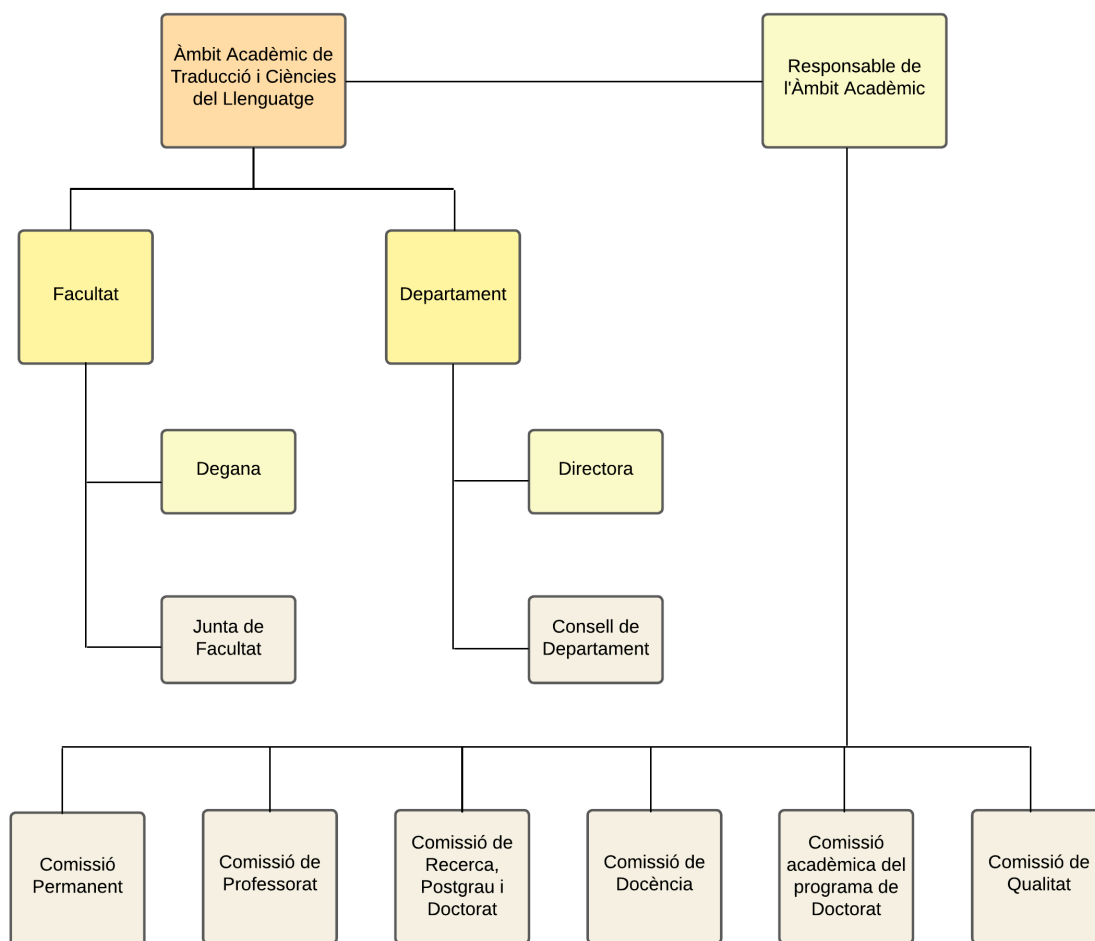 Àmbit Acadèmic de
Traducció i Ciències
del Llenguatge
Responsable de
l'Àmbit Acadèmic
Facultat
Departament
Degana
Directora
Junta de
Facultat
Consell de
Departament
Comissió
Permanent
Comissió de
Professorat
Comissió de
Recerca,
Postgrau i
Doctorat
Comissió de
Docència
Comissió
acadèmica del
programa de
Doctorat
Comissió de
Qualitat